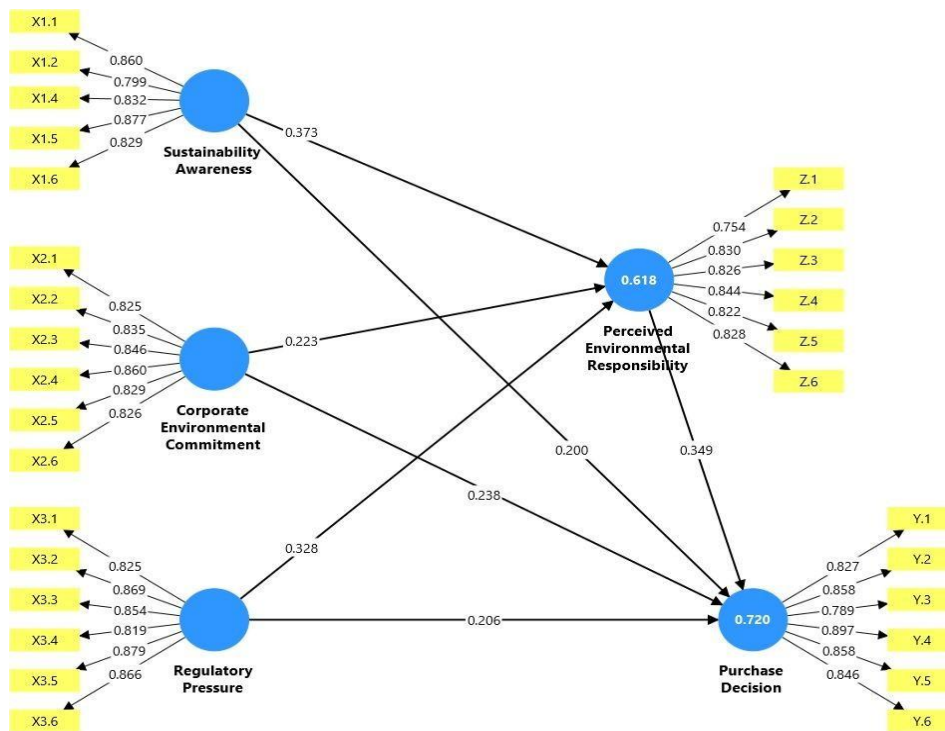 X1.1
X1.2
X1.4
X1.5
X1.6
0.860
0.799
0.832
0.877
0.829
Sustainability
Awareness
0.373
0.200
X2.1
X2.2
X2.3
X2.4
X2.5
X2.6
0.825
0.835
0.846
0.860
0.829
0.826
Corporate
Environmental
Commitment
0.223
0.238
X3.1
X3.2
X3.3
X3.4
X3.5
X3.6
0.825
0.869
0.854
0.819
0.879
0.866
Regulatory
Pressure
0.328
0.206
0.618
Perceived
Environmental
Responsibility
0.349
0.754
0.830
0.826
0.844
0.822
0.828
Z.1
Z.2
Z.3
Z.4
Z.5
Z.6
0.720
Purchase
Decision
0.827
0.858
0.789
0.897
0.858
0.846
Y.1
Y.2
Y.3
Y.4
Y.5
Y.6